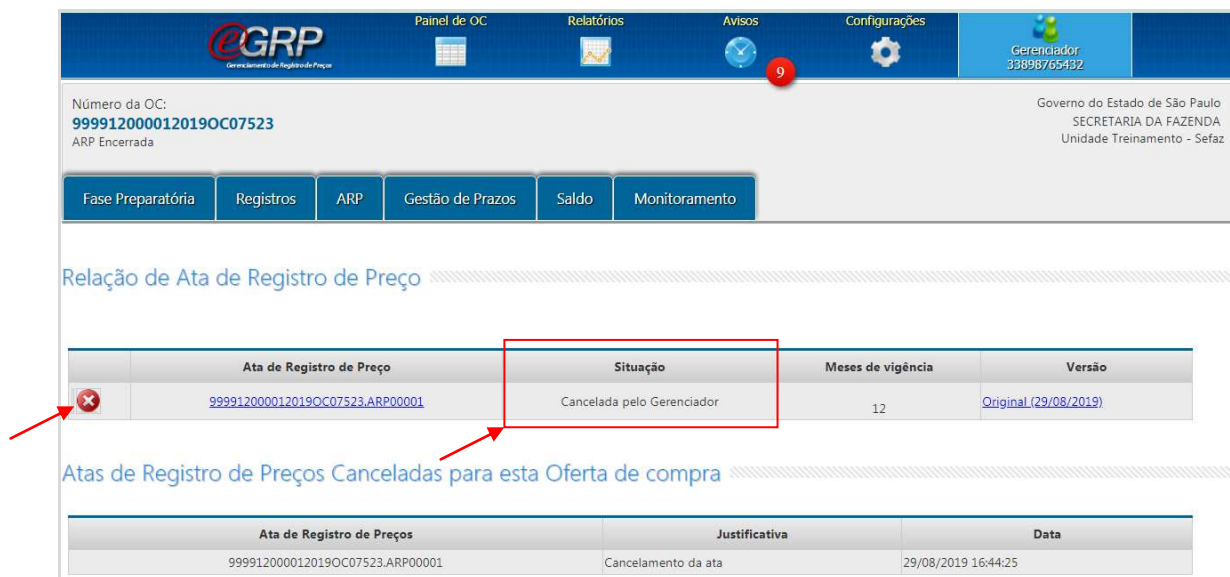 Painel de OC Relatórios Avisos Configurações
eGRP
Gerenciamento de Registro de Preços
9
Gerenciador
33898765432
Número da OC:
999912000012019OC07523
ARP Encerrada
Governo do Estado de São Paulo
SECRETARIA DA FAZENDA
Unidade Treinamento - Sefaz
Fase Preparatória Registros ARP Gestão de Prazos Saldo Monitoramento
Relação de Ata de Registro de Preço
Ata de Registro de Preço Situação Meses de vigência Versão
999912000012019OC07523.ARP00001 Cancelada pelo Gerenciador 12 Original (29/08/2019)
Atas de Registro de Preços Canceladas para esta Oferta de compra
Ata de Registro de Preços Justificativa Data
999912000012019OC07523.ARP00001 Cancelamento da ata 29/08/2019 16:44:25